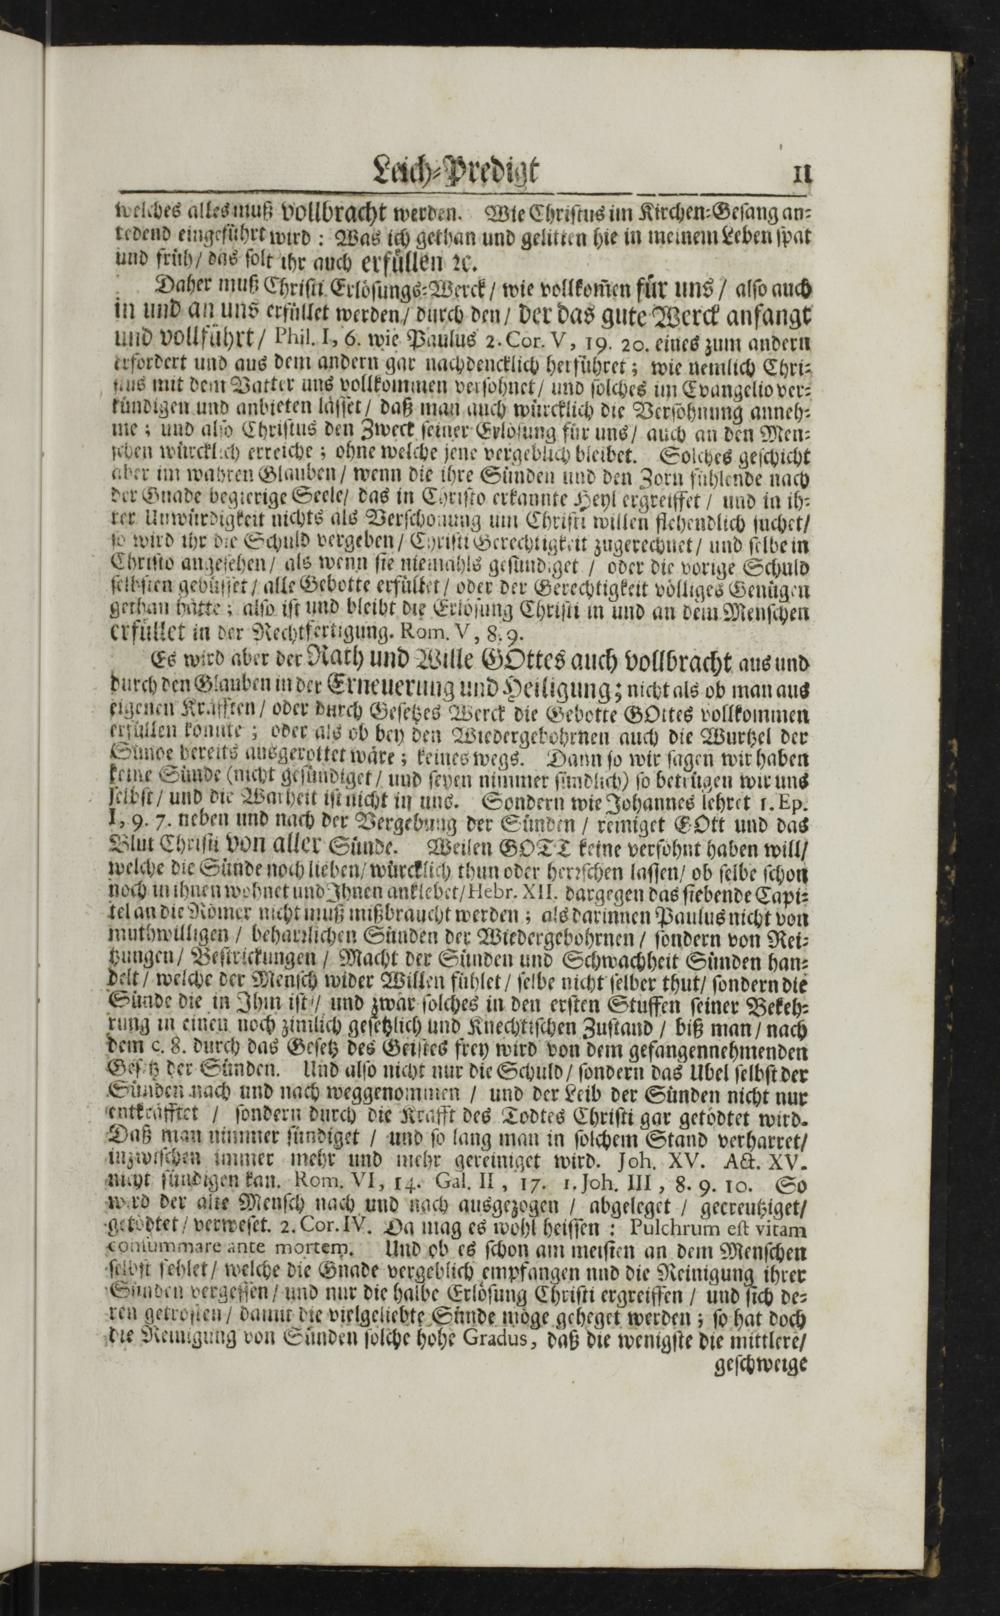 Leich-Predigt 11
welches alles muß vollbracht werden. Wie Christus im Kirchen-Gesang an-
redend eingeführt wird : Was ich gethan und gelitten hie in meinem Leben spat
und früh/ das solt ihr auch erfüllen ꝛc.
Daher muß Christi Erlösungs-Werck/ wie vollkom̃en für uns/ also auch
in und an uns erfüllet werden/ durch den/ der das gute Werck anfangt
und vollführt/ Phil. I, 6. wie Paulus 2. Cor. V, 19. 20. eines zum andern
erfordert und aus dem andern gar nachdencklich herführet ; wie nemlich Chri-
stus mit dem Vatter uns vollkommen versöhnet/ und solches im Evangelio ver-
kündigen und anbieten lässet/ daß man auch würcklich die Versöhnung anneh-
me ; und also Christus den Zweck seiner Erlösung für uns/ auch an den Men-
schen würcklich erreiche ; ohne welche jene vergeblich bleibet. Solches geschicht
aber im wahren Glauben/ wenn die ihre Sünden und den Zorn fühlende nach
der Gnade begierige Seele/ das in Christo erkannte Heyl ergreiffet/ und in ih-
rer Unwürdigkeit nichts als Verschonung um Christi willen flehendlich suchet/
so wird ihr die Schuld vergeben/ Christi Gerechtigkeit zugerechnet/ und selbe in
Christo angesehen/ als wenn sie niemahls gesündiget / oder die vorige Schuld
selbsten gebüsset/ alle Gebotte erfüllet/ oder der Gerechtigkeit völliges Genügen
gethan hätte ; also ist und bleibt die Erlösung Christi in und an dem Menschen
erfüllet in der Rechtfertigung. Rom. V, 8. 9.
Es wird aber der Rath und Wille GOttes auch vollbracht aus und
durch den Glauben in der Erneuerung und Heiligung ; nicht als ob man aus
eigenen Kräfften/ oder durch Gesetzes Werck die Gebotte GOttes vollkommen
erfüllen könnte ; oder als ob bey den Wiedergebohrnen auch die Wurtzel der
Sünde bereits ausgerottet wäre ; keines wegs. Dann so wir sagen wir haben
keine Sünde (nicht gesündiget/ und seyen nimmer sündlich) so betrügen wir uns
selbst/ und die Warheit ist nicht in uns. Sondern wie Johannes lehret 1. Ep.
I, 9. 7. neben und nach der Vergebung der Sünden / reiniget GOtt und das
Blut Christi von aller Sünde. Weilen GOTT keine versöhnt haben will/
welche die Sünde noch lieben/ würcklich thun oder herrschen lassen/ ob selbe schon
noch in ihnen wohnet und Ihnen anklebet/ Hebr. XII. dargegen das siebende Capi-
tel an die Römer nicht muß mißbraucht werden ; als darinnen Paulus nicht von
muthwilligen / beharrlichen Sünden der Wiedergebohrnen / sondern von Rei-
tzungen/ Bestrickungen / Macht der Sünden und Schwachheit Sünden han-
delt/ welche der Mensch wider Willen fühlet/ selbe nicht selber thut/ sondern die
Sünde die in Ihm ist/ und zwar solches in den ersten Stuffen seiner Bekeh-
rung in einen noch zimlich gesetzlich und Knechtischen Zustand / biß man/ nach
dem c. 8. durch das Gesetz des Geistes frey wird von dem gefangennehmenden
Gesetz der Sünden. Und also nicht nur die Schuld/ sondern das Ubel selbst der
Sünden nach und nach weggenommen / und der Leib der Sünden nicht nur
entkräfftet / sondern durch die Krafft des Todtes Christi gar getödtet wird.
Daß man nimmer sündiget / und so lang man in solchem Stand verharret/
inzwischen immer mehr und mehr gereiniget wird. Joh. XV. Act. XV.
nicht sündigen kan. Rom. VI, 14. Gal. II, 17. 1. Joh. III, 8. 9. 10. So
wird der alte Mensch nach und nach ausgezogen / abgeleget / gecreutziget/
getödtet/ verweset. 2. Cor. IV. Da mag es wohl heissen : Pulchrum est vitam
consummare ante mortem. Und ob es schon am meisten an dem Menschen
selbst fehlet/ welche die Gnade vergeblich empfangen nnd die Reinigung ihrer
Sünden vergessen/ und nur die halbe Erlösung Christi ergreiffen / und sich de-
ren getrösten/ damit die vielgeliebte Sünde möge geheget werden ; so hat doch
die Reinigung von Sünden solche hohe Gradus, daß die wenigste die mittlere/
geschweige